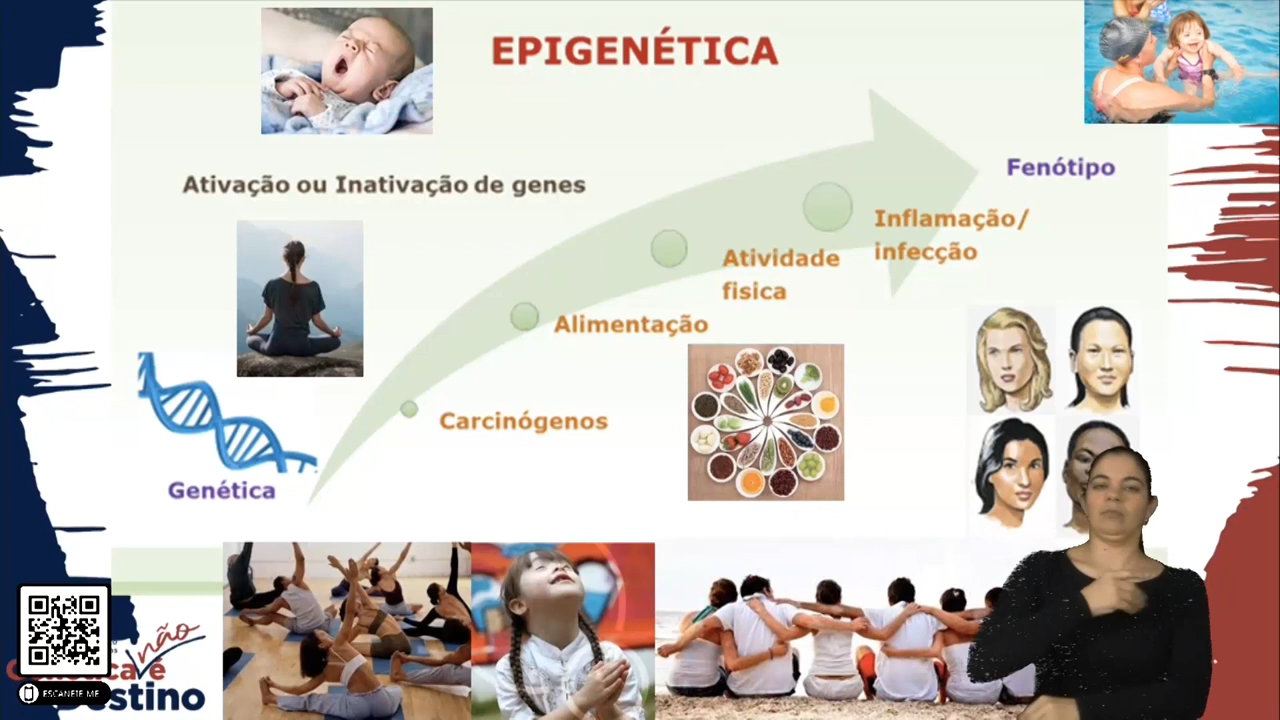 EPIGENÉTICA
Fenótipo
Ativação ou Inativação de genes
Inflamação/
infecção
Atividade
fisica
Alimentação
Carcinógenos
Genética
não
é
ESCANEIE ME
stino